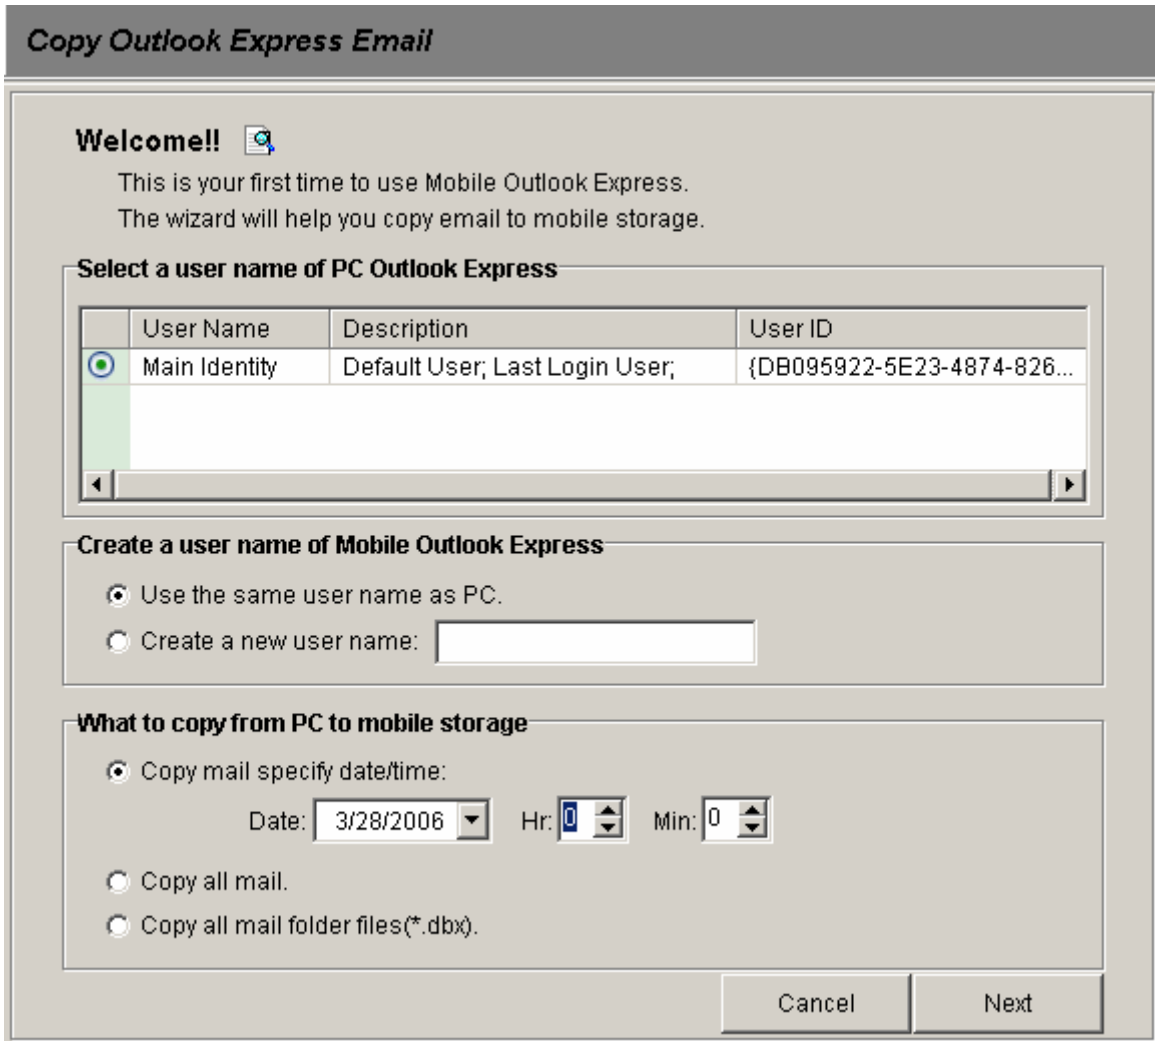 Copy Outlook Express Email
Welcome!!
This is your first time to use Mobile Outlook Express.
The wizard will help you copy email to mobile storage.
Select a user name of PC Outlook Express
User Name Description User ID
Main Identity Default User; Last Login User; {DB095922-5E23-4874-826...
Create a user name of Mobile Outlook Express
Use the same user name as PC.
Create a new user name:
What to copy from PC to mobile storage
Copy mail specify date/time:
Date: 3/28/2006 Hr: 0 Min: 0
Copy all mail.
Copy all mail folder files(*.dbx).
Cancel Next